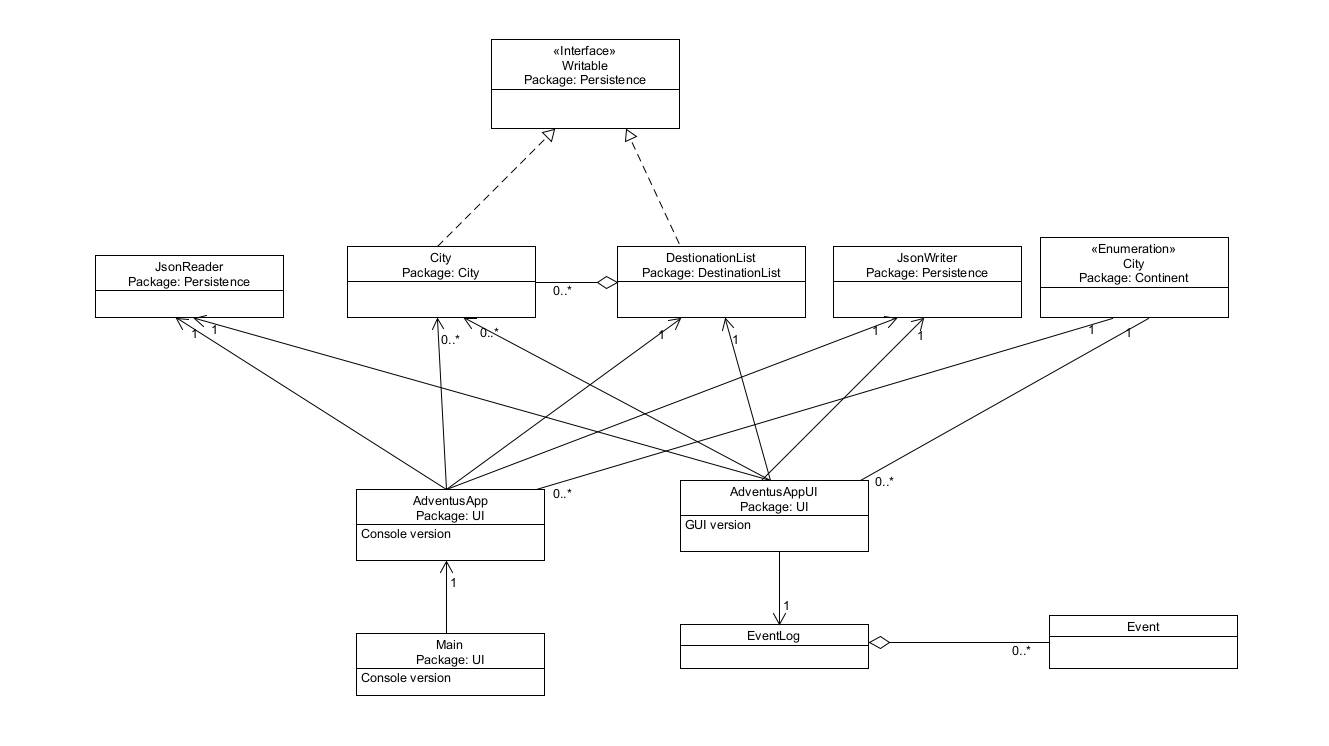 «Interface»
Writable
Package: Persistence
JsonReader
Package: Persistence
City
Package: City
0..*
DestionationList
Package: DestinationList
JsonWriter
Package: Persistence
«Enumeration»
City
Package: Continent
1
1
0..*
0..*
1
1
1
1
1
1
AdventusApp
Package: UI
Console version
0..*
AdventusAppUI
Package: UI
GUI version
0..*
1
1
Main
Package: UI
Console version
EventLog
Event
0..*